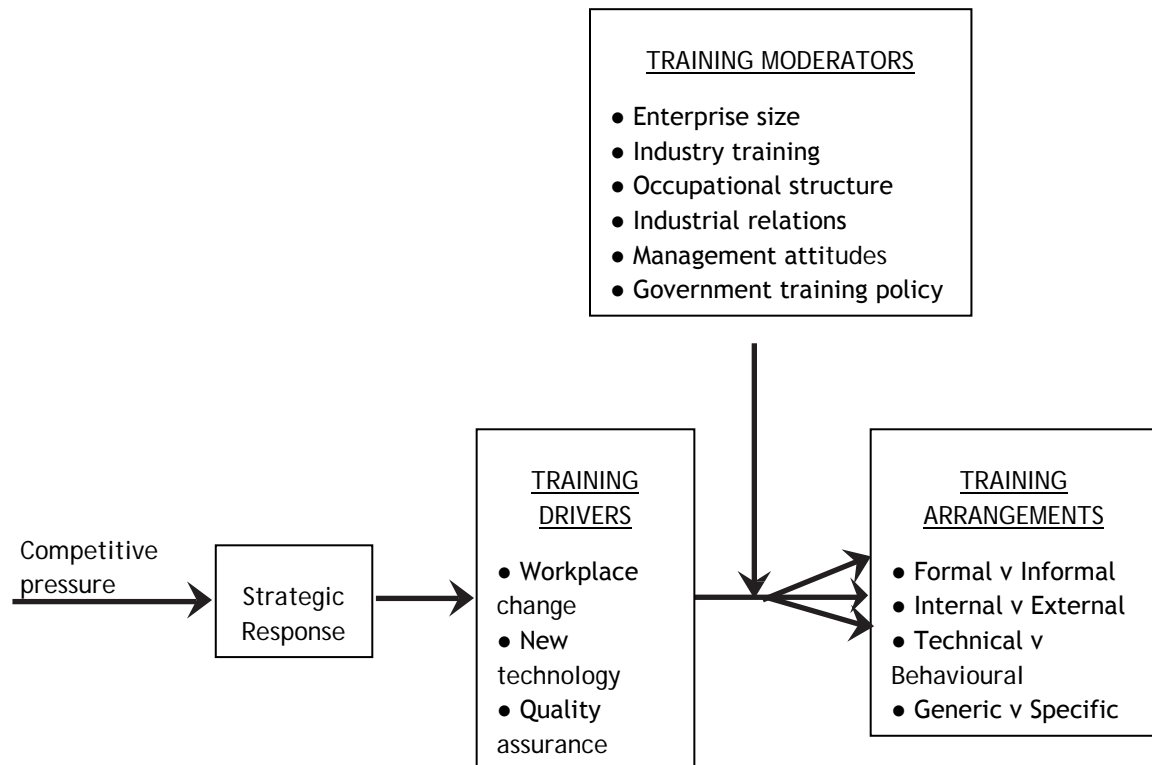 TRAINING MODERATORS
● Enterprise size
● Industry training
● Occupational structure
● Industrial relations
● Management attitudes
● Government training policy
Competitive
pressure
Strategic
Response
TRAINING
DRIVERS
● Workplace
change
● New
technology
● Quality
assurance
TRAINING
ARRANGEMENTS
● Formal v Informal
● Internal v External
● Technical v
Behavioural
● Generic v Specific